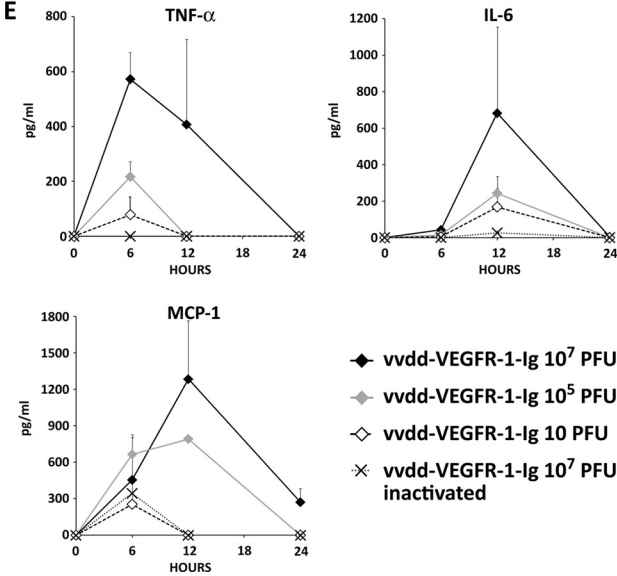 E
TNF-α
800
600
400
200
0
pg/ml
0 6 12 18 24
HOURS
IL-6
1200
1000
800
600
400
200
0
pg/ml
0 6 12 18 24
HOURS
MCP-1
1800
1500
1200
900
600
300
0
pg/ml
0 6 12 18 24
HOURS
vvdd-VEGFR-1-Ig 10⁷ PFU
vvdd-VEGFR-1-Ig 10⁵ PFU
vvdd-VEGFR-1-Ig 10 PFU
vvdd-VEGFR-1-Ig 10⁷ PFU
inactivated